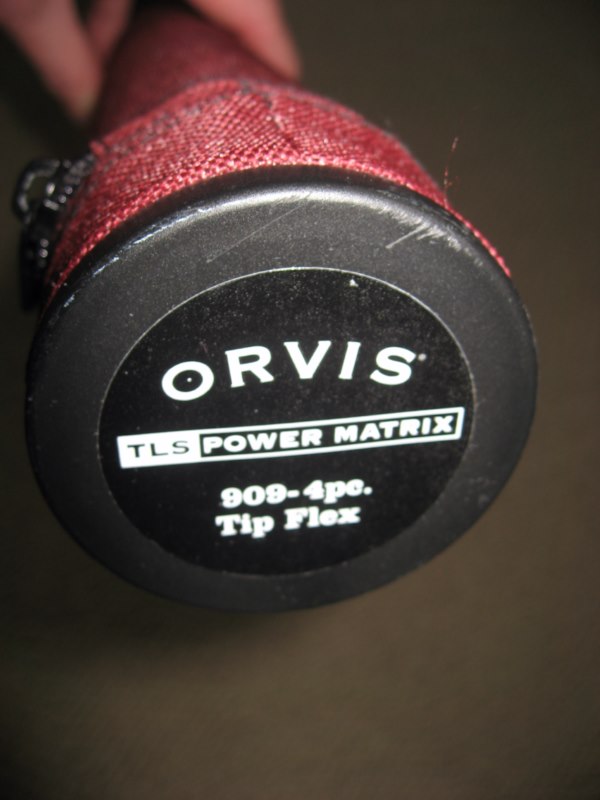 ORVIS
TLS POWER MATRIX
909-4pc.
Tip Flex